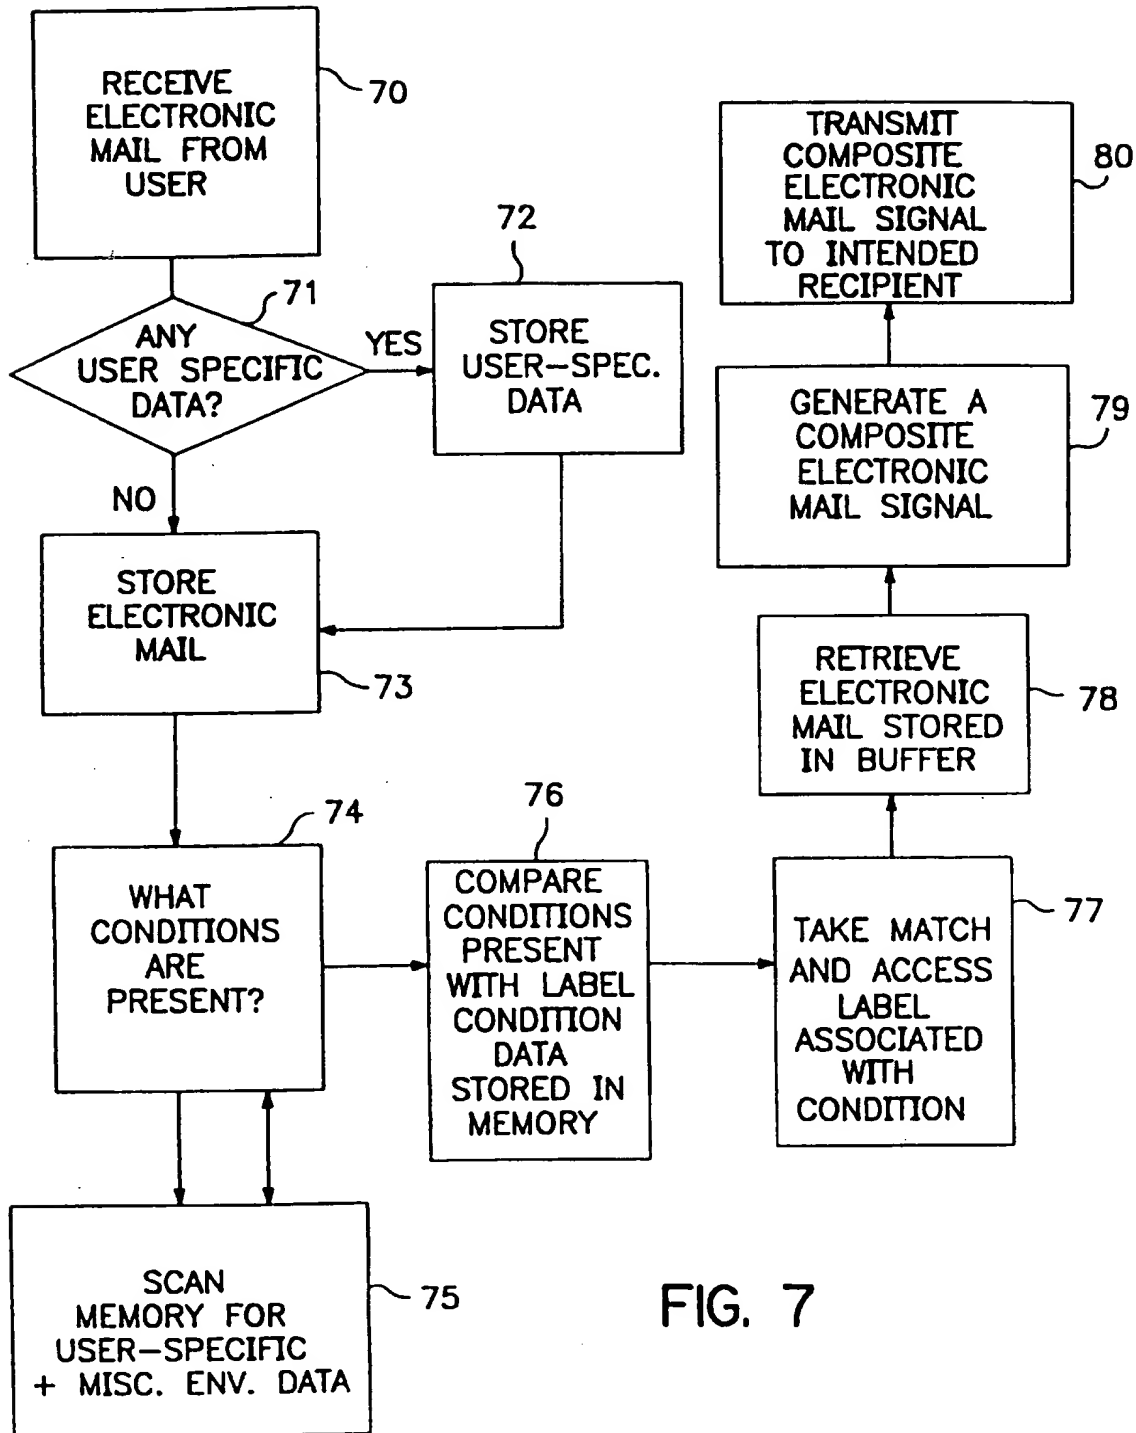 RECEIVE
ELECTRONIC
MAIL FROM
USER
70
ANY
USER SPECIFIC
DATA?
71
YES
NO
72
STORE
USER-SPEC.
DATA
STORE
ELECTRONIC
MAIL
73
74
WHAT
CONDITIONS
ARE
PRESENT?
SCAN
MEMORY FOR
USER-SPECIFIC
+ MISC. ENV. DATA
75
76
COMPARE
CONDITIONS
PRESENT
WITH LABEL
CONDITION
DATA
STORED IN
MEMORY
TAKE MATCH
AND ACCESS
LABEL
ASSOCIATED
WITH
CONDITION
77
RETRIEVE
ELECTRONIC
MAIL STORED
IN BUFFER
78
GENERATE A
COMPOSITE
ELECTRONIC
MAIL SIGNAL
79
TRANSMIT
COMPOSITE
ELECTRONIC
MAIL SIGNAL
TO INTENDED
RECIPIENT
80
FIG. 7